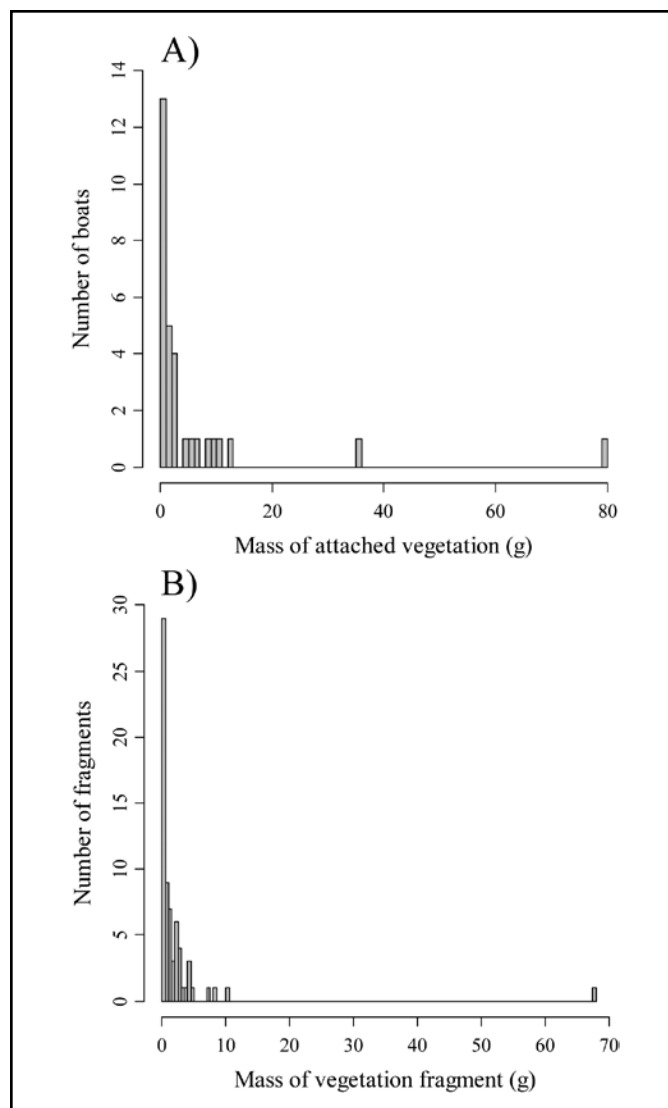 A)
14
12
10
8
6
4
2
0
Number of boats
0 20 40 60 80
Mass of attached vegetation (g)
B)
30
25
20
15
10
5
0
Number of fragments
0 10 20 30 40 50 60 70
Mass of vegetation fragment (g)